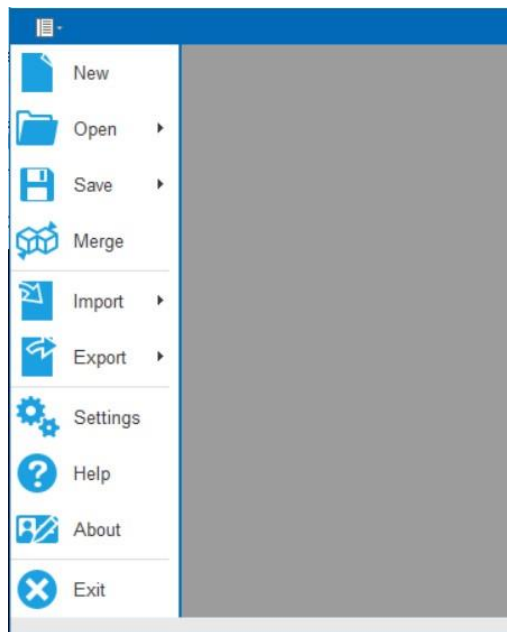 New
Open
Save
Merge
Import
Export
Settings
Help
About
Exit